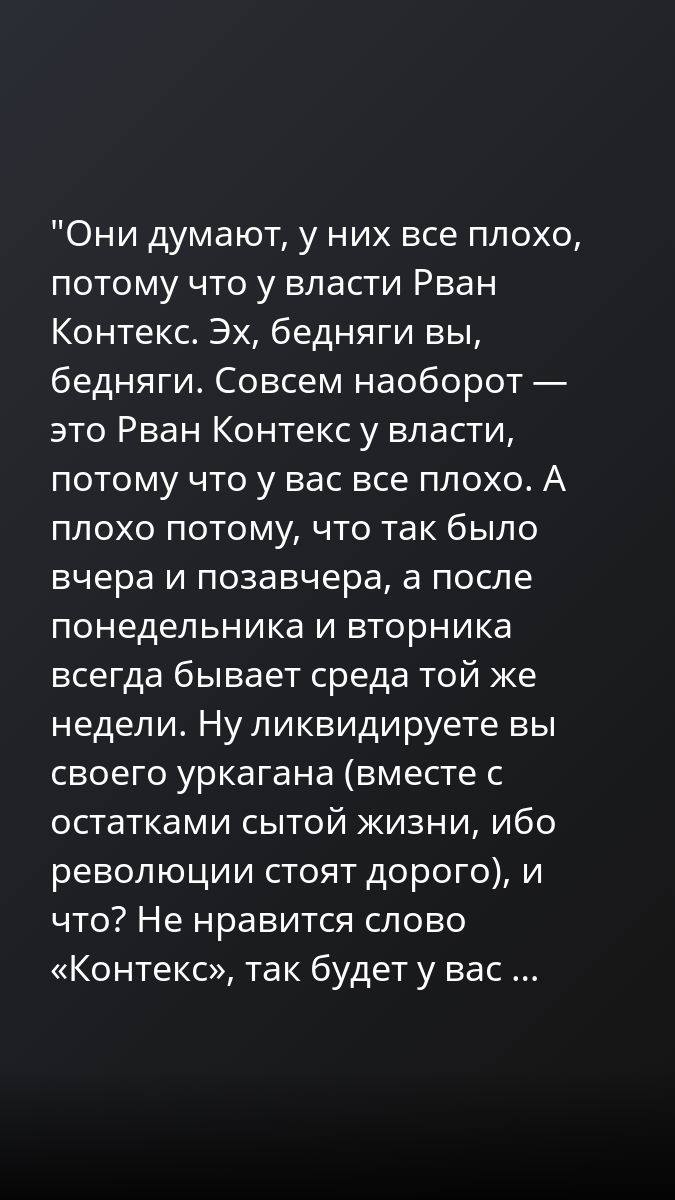 "Они думают, у них все плохо,
потому что у власти Рван
Контекс. Эх, бедняги вы,
бедняги. Совсем наоборот —
это Рван Контекс у власти,
потому что у вас все плохо. А
плохо потому, что так было
вчера и позавчера, а после
понедельника и вторника
всегда бывает среда той же
недели. Ну ликвидируете вы
своего уркагана (вместе с
остатками сытой жизни, ибо
революции стоят дорого), и
что? Не нравится слово
«Контекс», так будет у вас ...